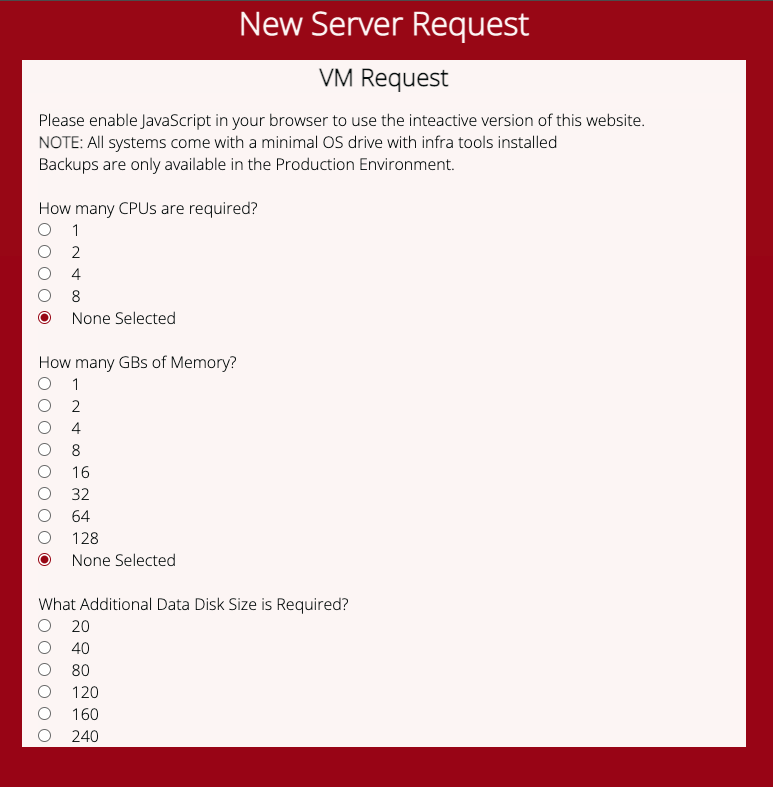 New Server Request
VM Request
Please enable JavaScript in your browser to use the inteactive version of this website.
NOTE: All systems come with a minimal OS drive with infra tools installed
Backups are only available in the Production Environment.
How many CPUs are required?
1
2
4
8
None Selected
How many GBs of Memory?
1
2
4
8
16
32
64
128
None Selected
What Additional Data Disk Size is Required?
20
40
80
120
160
240